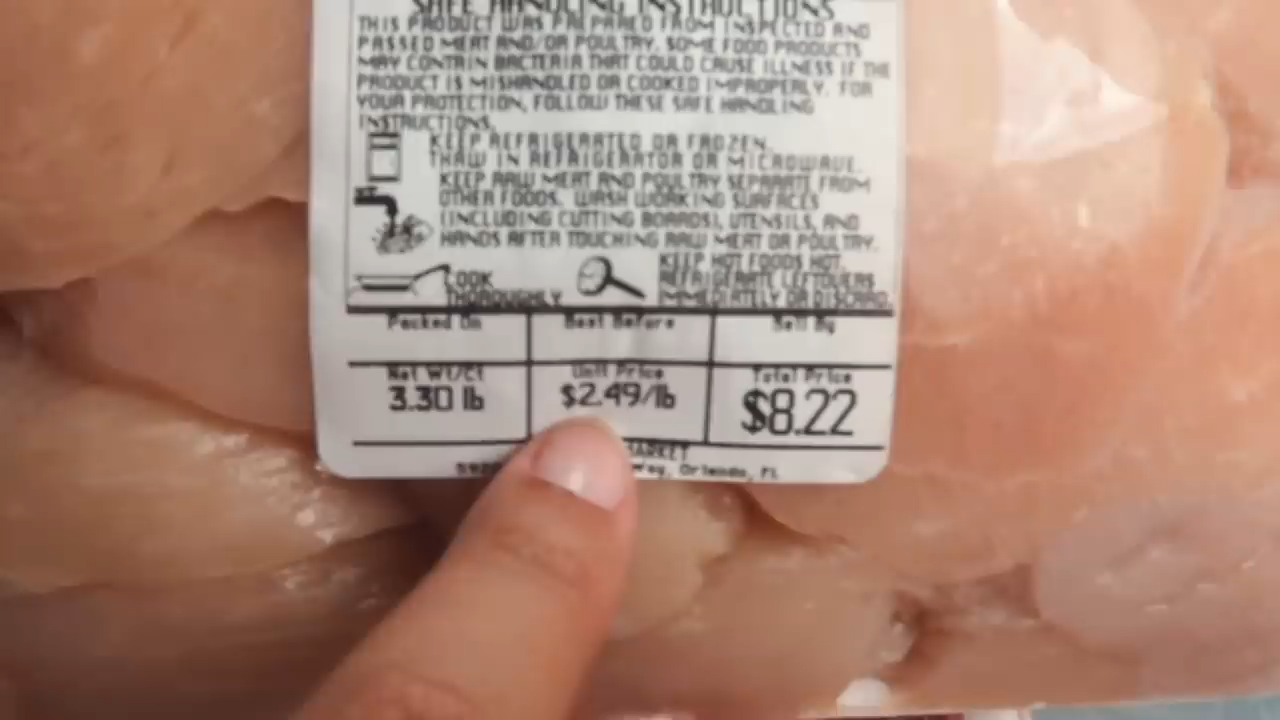 SAFE HANDLING INSTRUCTIONS
THIS PRODUCT WAS PREPARED FROM INSPECTED AND
PASSED MEAT AND/OR POULTRY. SOME FOOD PRODUCTS
MAY CONTAIN BACTERIA THAT COULD CAUSE ILLNESS IF THE
PRODUCT IS MISHANDLED OR COOKED IMPROPERLY. FOR
YOUR PROTECTION, FOLLOW THESE SAFE HANDLING
INSTRUCTIONS.
KEEP REFRIGERATED OR FROZEN.
THAW IN REFRIGERATOR OR MICROWAVE.
KEEP RAW MEAT AND POULTRY SEPARATE FROM
OTHER FOODS. WASH WORKING SURFACES
(INCLUDING CUTTING BOARDS), UTENSILS, AND
HANDS AFTER TOUCHING RAW MEAT OR POULTRY.
COOK
THOROUGHLY
KEEP HOT FOODS HOT.
REFRIGERATE LEFTOVERS
IMMEDIATELY OR DISCARD.
Packed On Best Before Sell By
Net Wt/Ct Unit Price Total Price
3.30 lb $2.49/lb $8.22
ARKET
Orlando, FL